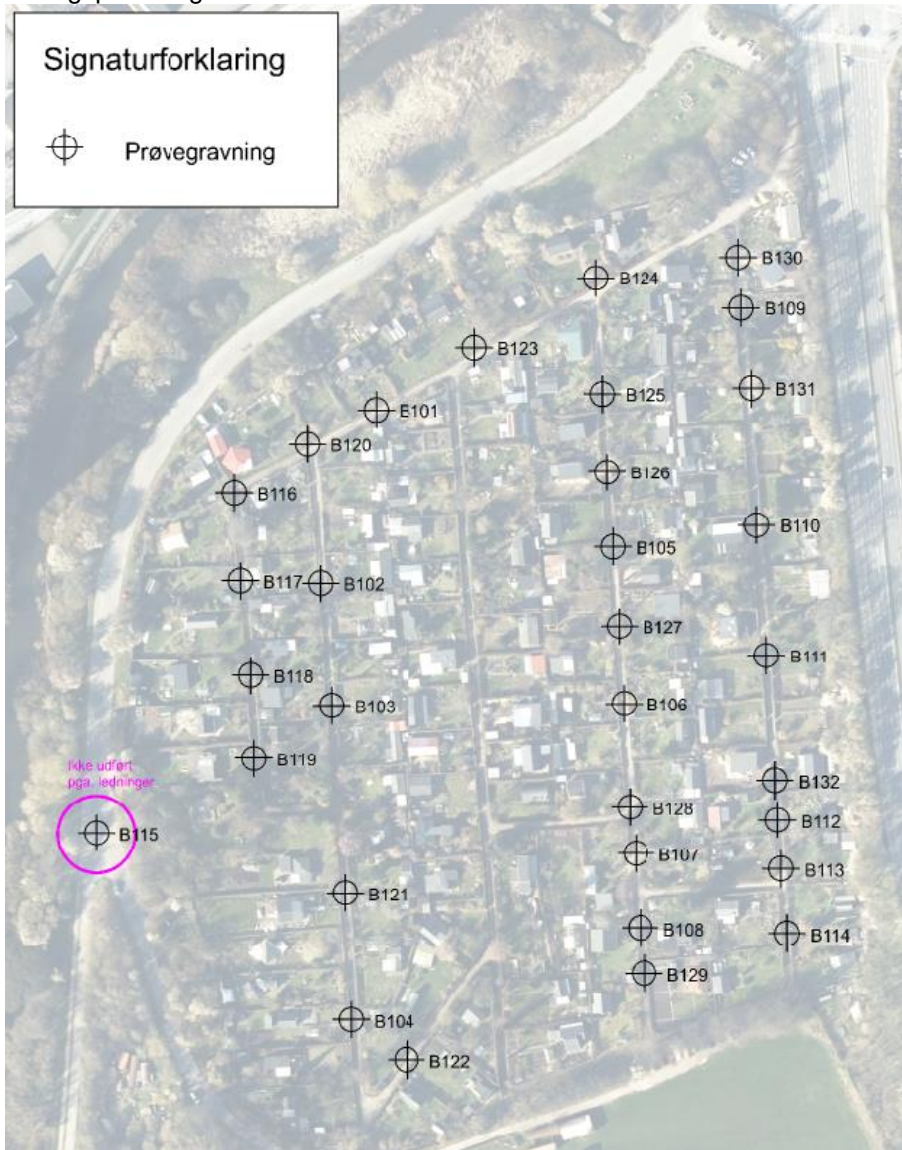 Signaturforklaring
Prøvegravning
B130
B124
B109
B123
B131
B125
E101
B120
B126
B116
B110
B105
B117
B102
B127
B111
B118
B103
B106
B119
Ikke udført
pga. ledninger
B132
B128
B112
B115
B107
B113
B121
B108
B114
B129
B104
B122